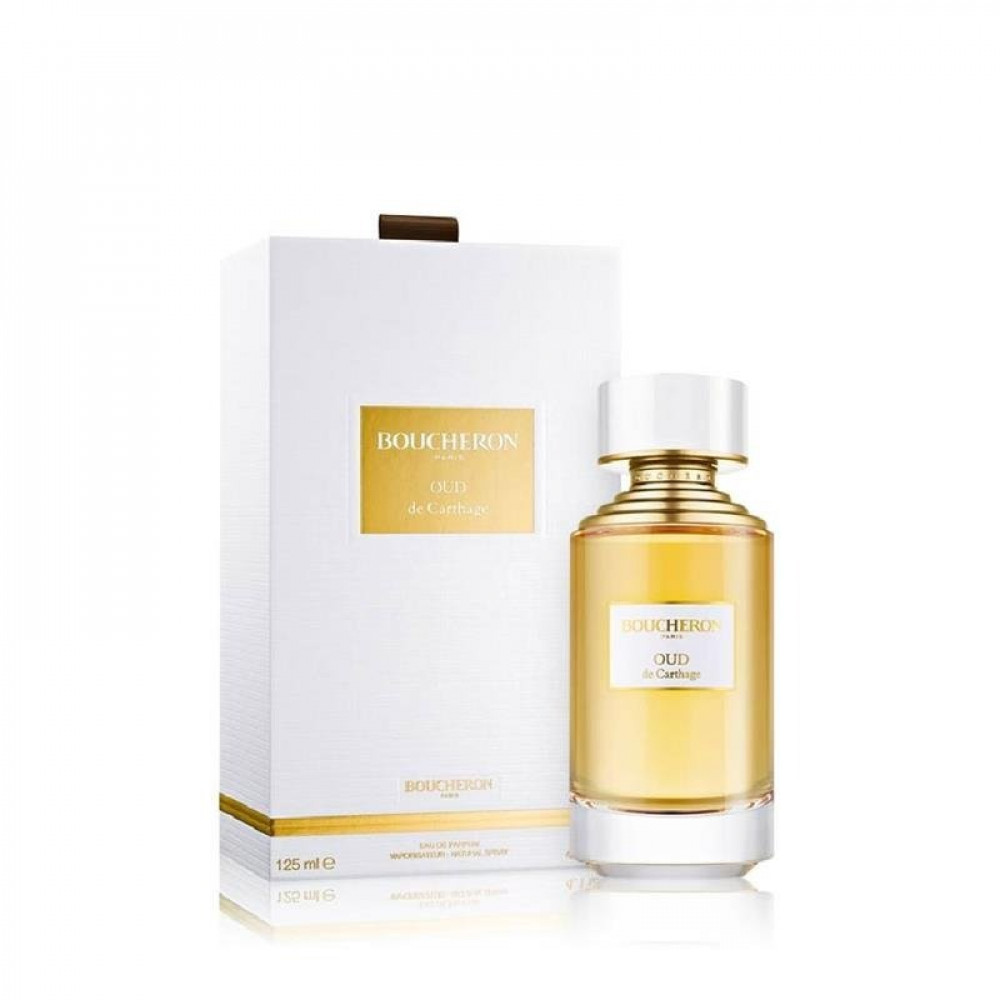 BOUCHERON
PARIS
OUD
de Carthage
BOUCHERON
PARIS
EAU DE PARFUM
VAPORISATEUR - NATURAL SPRAY
125 ml e
BOUCHERON
PARIS
OUD
de Carthage